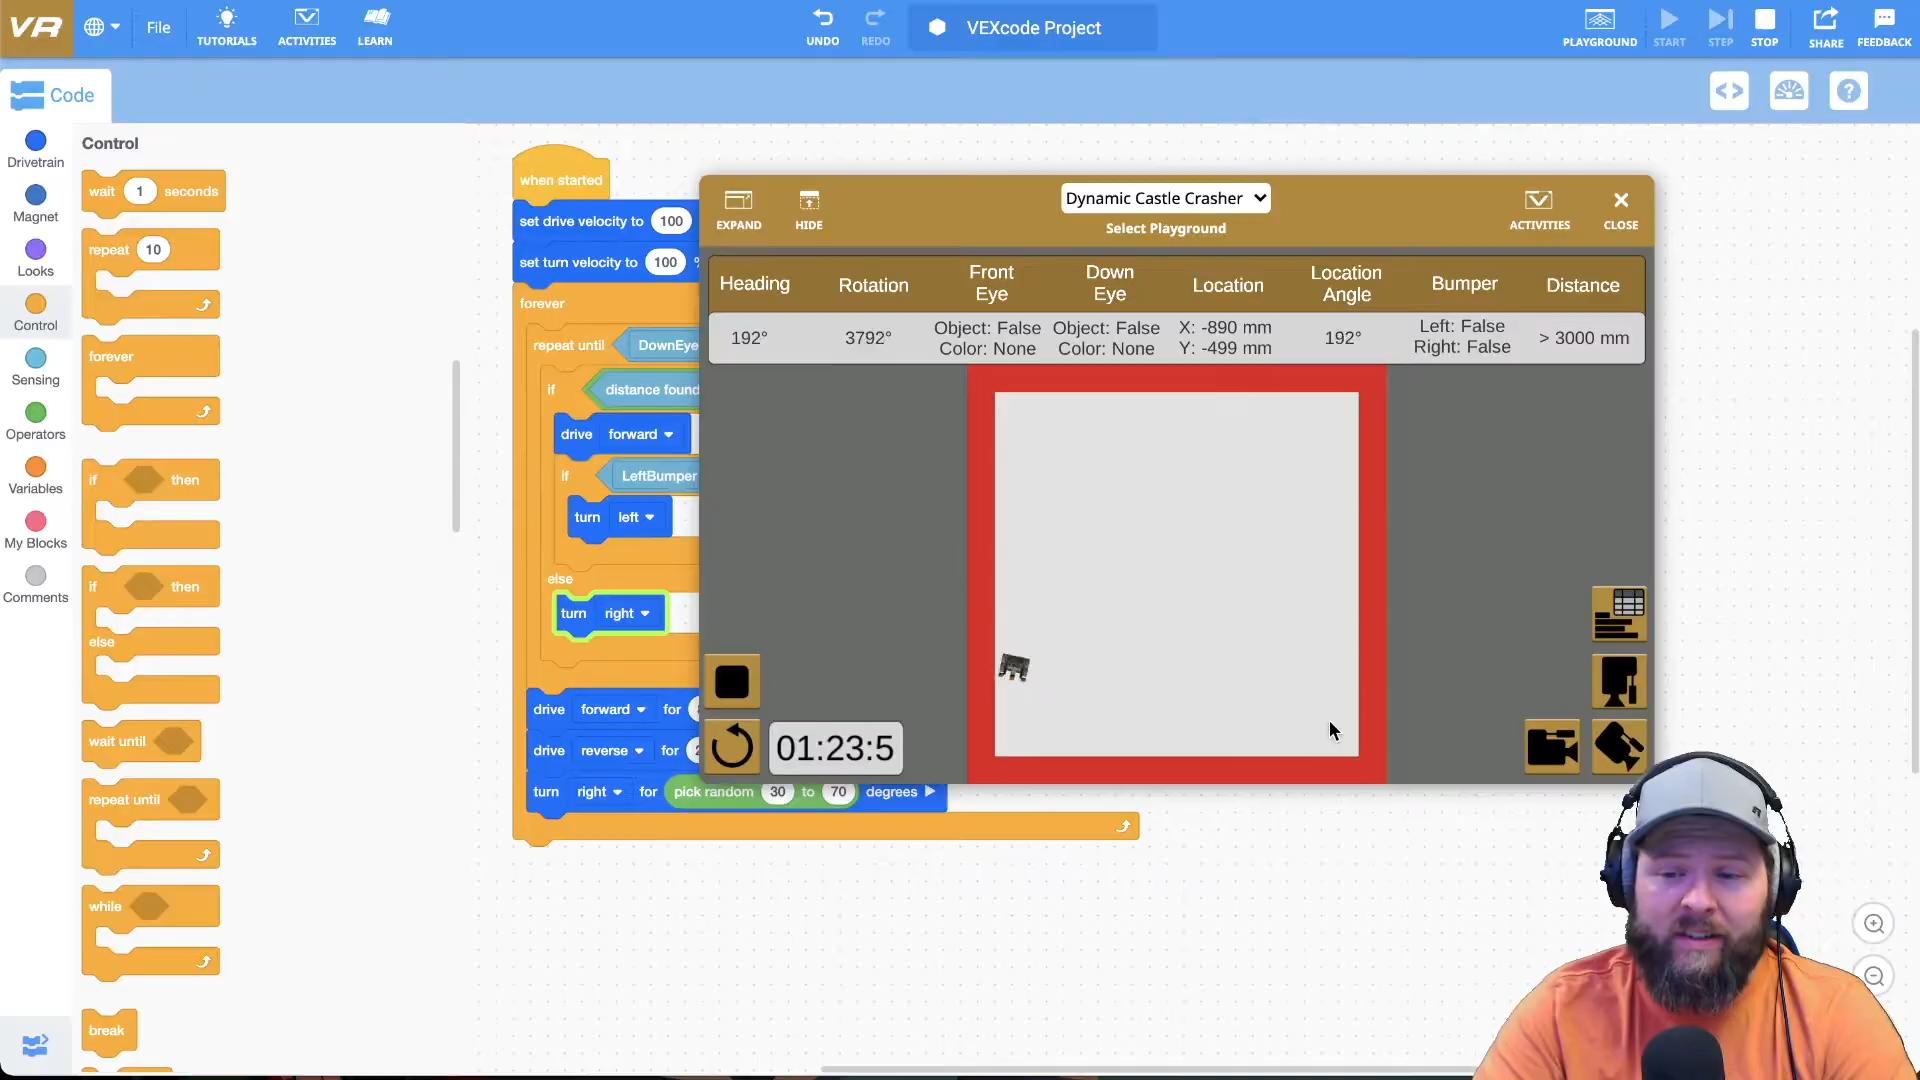 VR
File
TUTORIALS
ACTIVITIES
LEARN
UNDO
REDO
VEXcode Project
PLAYGROUND
START
STEP
STOP
SHARE
FEEDBACK
Code
Drivetrain
Magnet
Looks
Control
Sensing
Operators
Variables
My Blocks
Comments
Control
wait 1 seconds
repeat 10
forever
if then
if then
else
wait until
repeat until
while
break
when started
set drive velocity to 100
set turn velocity to 100 %
forever
repeat until DownEye
if distance found
drive forward
if LeftBumper
turn left
else
turn right
drive forward for
drive reverse for
turn right for pick random 30 to 70 degrees
EXPAND
HIDE
Dynamic Castle Crasher
Select Playground
ACTIVITIES
CLOSE
Heading
Rotation
Front
Eye
Down
Eye
Location
Location
Angle
Bumper
Distance
192°
3792°
Object: False
Color: None
Object: False
Color: None
X: -890 mm
Y: -499 mm
192°
Left: False
Right: False
> 3000 mm
01:23:5